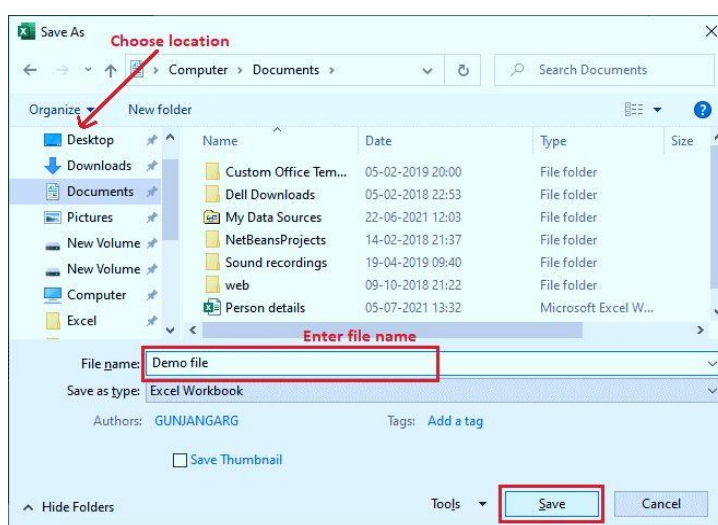 Save As
Choose location
Computer > Documents >
Search Documents
Organize
New folder
Desktop
Downloads
Documents
Pictures
New Volume
New Volume
Computer
Excel
Name Date Type Size
Custom Office Tem... 05-02-2019 20:00 File folder
Dell Downloads 05-02-2018 22:53 File folder
My Data Sources 22-06-2021 12:03 File folder
NetBeansProjects 14-02-2018 21:37 File folder
Sound recordings 19-04-2019 09:40 File folder
web 09-10-2018 21:22 File folder
Person details 05-07-2021 13:32 Microsoft Excel W...
Enter file name
File name: Demo file
Save as type: Excel Workbook
Authors: GUNJANGARG Tags: Add a tag
Save Thumbnail
Hide Folders Tools Save Cancel